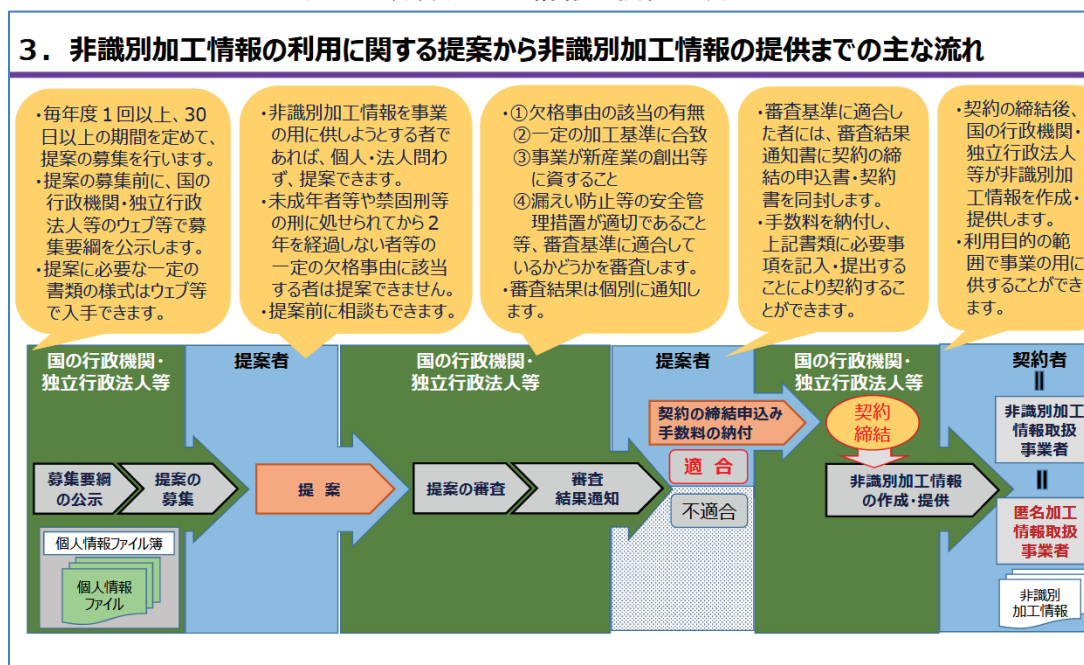 3．非識別加工情報の利用に関する提案から非識別加工情報の提供までの主な流れ
・毎年度１回以上、30
日以上の期間を定めて、
提案の募集を行います。
・提案の募集前に、国の
行政機関・独立行政
法人等のウェブ等で募
集要綱を公示します。
・提案に必要な一定の
書類の様式はウェブ等
で入手できます。
・非識別加工情報を事業
の用に供しようとする者で
あれば、個人・法人問わ
ず、提案できます。
・未成年者等や禁固刑等
の刑に処せられてから２
年を経過しない者等の
一定の欠格事由に該当
する者は提案できません。
・提案前に相談もできます。
・①欠格事由の該当の有無
②一定の加工基準に合致
③事業が新産業の創出等
に資すること
④漏えい防止等の安全管
理措置が適切であること
等、審査基準に適合して
いるかどうかを審査します。
・審査結果は個別に通知し
ます。
・審査基準に適合し
た者には、審査結果
通知書に契約の締
結の申込書・契約
書を同封します。
・手数料を納付し、
上記書類に必要事
項を記入・提出する
ことにより契約するこ
とができます。
・契約の締結後、
国の行政機関・
独立行政法人
等が非識別加
工情報を作成・
提供します。
・利用目的の範
囲で事業の用に
供することができ
ます。
国の行政機関・
独立行政法人等
提案者
国の行政機関・
独立行政法人等
提案者
国の行政機関・
独立行政法人等
契約者
＝
非識別加工
情報取扱
事業者
＝
匿名加工
情報取扱
事業者
非識別
加工情報
募集要綱
の公示
提案の
募集
提 案
提案の審査
審査
結果通知
契約の締結申込み
手数料の納付
適 合
不適合
契約
締結
非識別加工情報
の作成・提供
個人情報ファイル簿
個人情報
ファイル